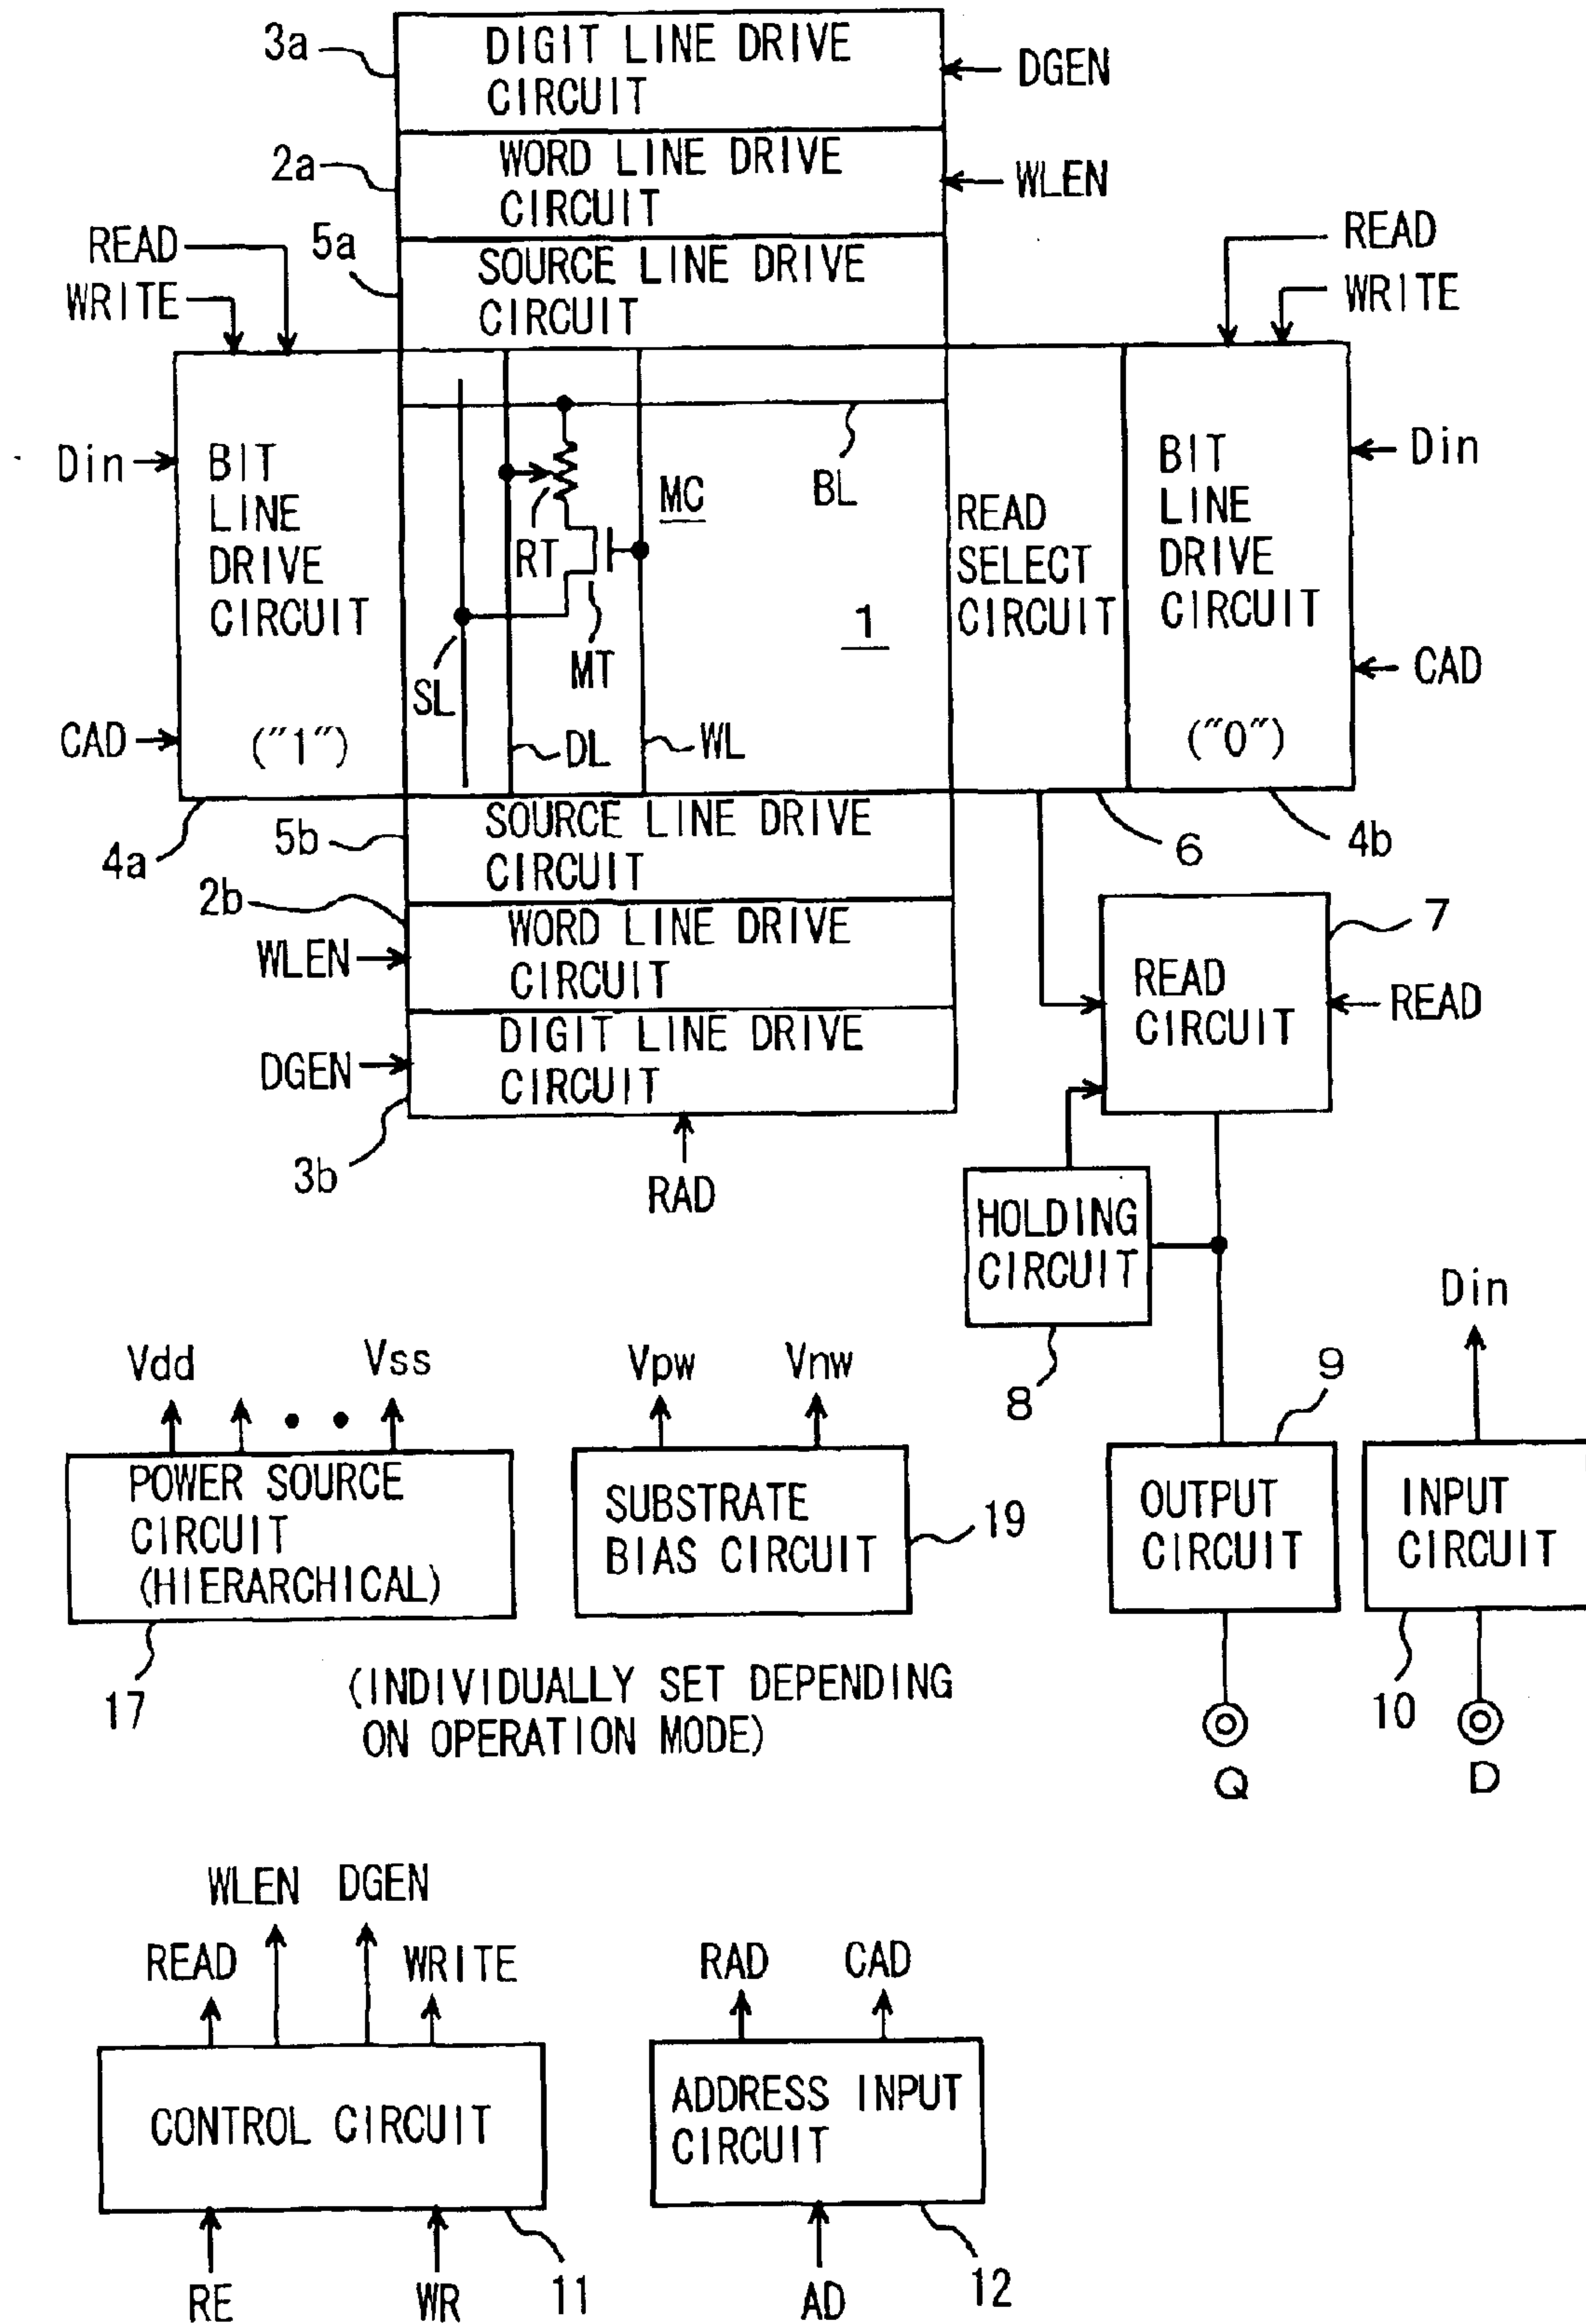 3a
DIGIT LINE DRIVE
CIRCUIT
DGEN
2a
WORD LINE DRIVE
CIRCUIT
WLEN
READ
WRITE
5a
SOURCE LINE DRIVE
CIRCUIT
READ
WRITE
Din
BIT
LINE
DRIVE
CIRCUIT
("1")
CAD
4a
RT
MC
BL
1
SL
MT
DL
WL
READ
SELECT
CIRCUIT
BIT
LINE
DRIVE
CIRCUIT
("0")
Din
CAD
5b
SOURCE LINE DRIVE
CIRCUIT
6
4b
2b
WLEN
WORD LINE DRIVE
CIRCUIT
DGEN
DIGIT LINE DRIVE
CIRCUIT
3b
RAD
7
READ
CIRCUIT
READ
HOLDING
CIRCUIT
8
Din
Vdd
Vss
POWER SOURCE
CIRCUIT
(HIERARCHICAL)
17
Vpw
Vnw
SUBSTRATE
BIAS CIRCUIT
19
(INDIVIDUALLY SET DEPENDING
ON OPERATION MODE)
9
OUTPUT
CIRCUIT
Q
INPUT
CIRCUIT
10
D
WLEN
DGEN
READ
WRITE
CONTROL CIRCUIT
RE
WR
11
RAD
CAD
ADDRESS INPUT
CIRCUIT
AD
12